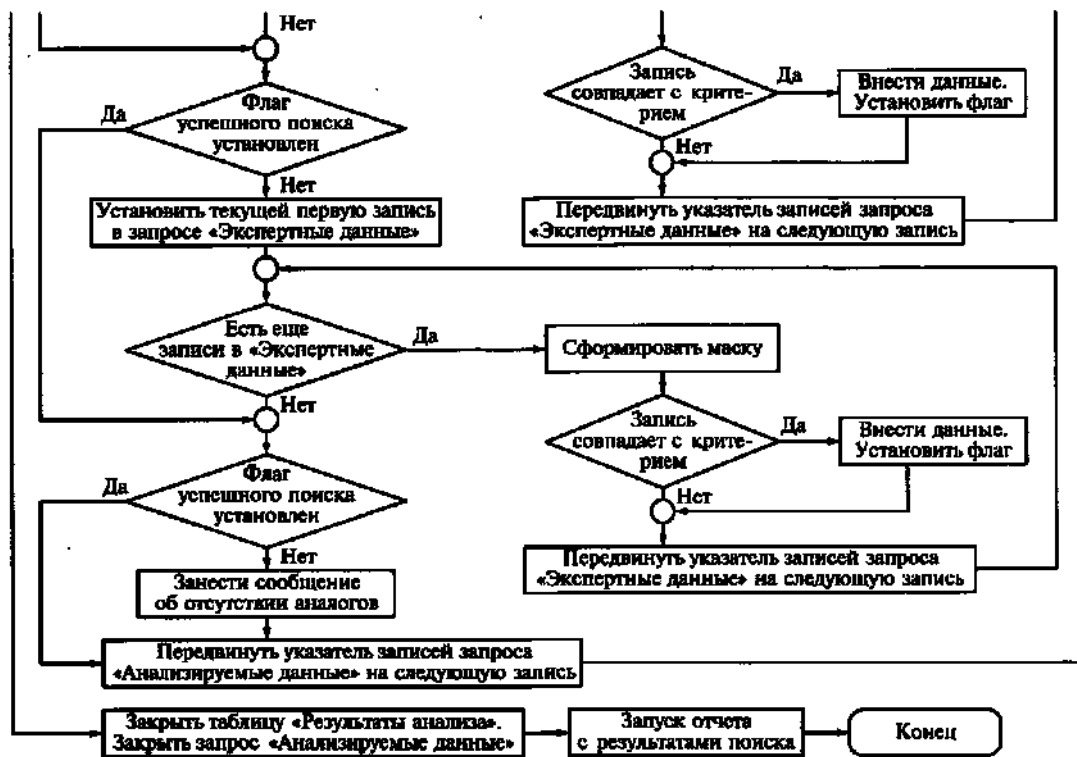 Нет
Флаг
успешного поиска
установлен
Да
Нет
Установить текущей первую запись
в запросе «Экспертные данные»
Запись
совпадает с крите-
рием
Да
Внести данные.
Установить флаг
Нет
Передвинуть указатель записей запроса
«Экспертные данные» на следующую запись
Есть еще
записи в «Экспертные
данные»
Да
Сформировать маску
Нет
Запись
совпадает с крите-
рием
Да
Внести данные.
Установить флаг
Нет
Передвинуть указатель записей запроса
«Экспертные данные» на следующую запись
Флаг
успешного поиска
установлен
Да
Нет
Занести сообщение
об отсутствии аналогов
Передвинуть указатель записей запроса
«Анализируемые данные» на следующую запись
Закрыть таблицу «Результаты анализа».
Закрыть запрос «Анализируемые данные»
Запуск отчета
с результатами поиска
Конец